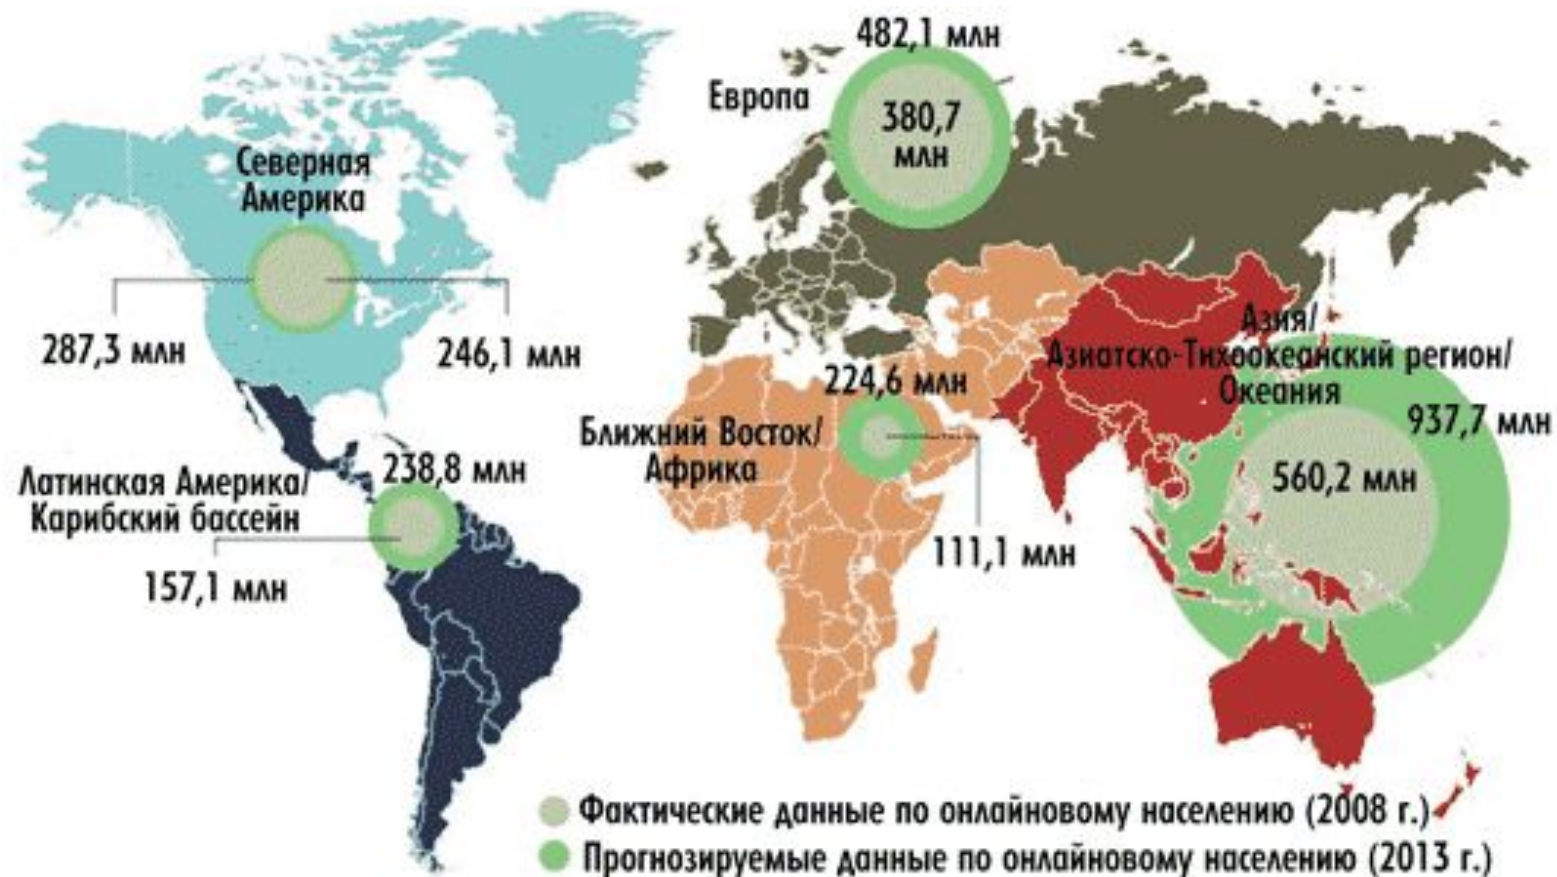 482,1 млн
Европа
380,7
млн
Северная
Америка
287,3 млн
246,1 млн
Азия/
Азиатско-Тихоокеанский регион/
Океания
937,7 млн
560,2 млн
224,6 млн
Ближний Восток/
Африка
111,1 млн
238,8 млн
Латинская Америка/
Карибский бассейн
157,1 млн
Фактические данные по онлайновому населению (2008 г.)
Прогнозируемые данные по онлайновому населению (2013 г.)